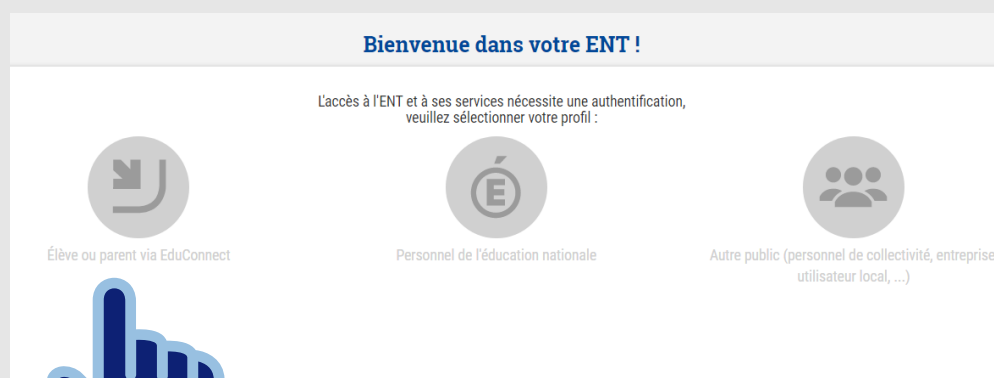 Bienvenue dans votre ENT !
L'accès à l'ENT et à ses services nécessite une authentification,
veuillez sélectionner votre profil :
É
Élève ou parent via EduConnect
Personnel de l'éducation nationale
Autre public (personnel de collectivité, entreprise
utilisateur local, ...)